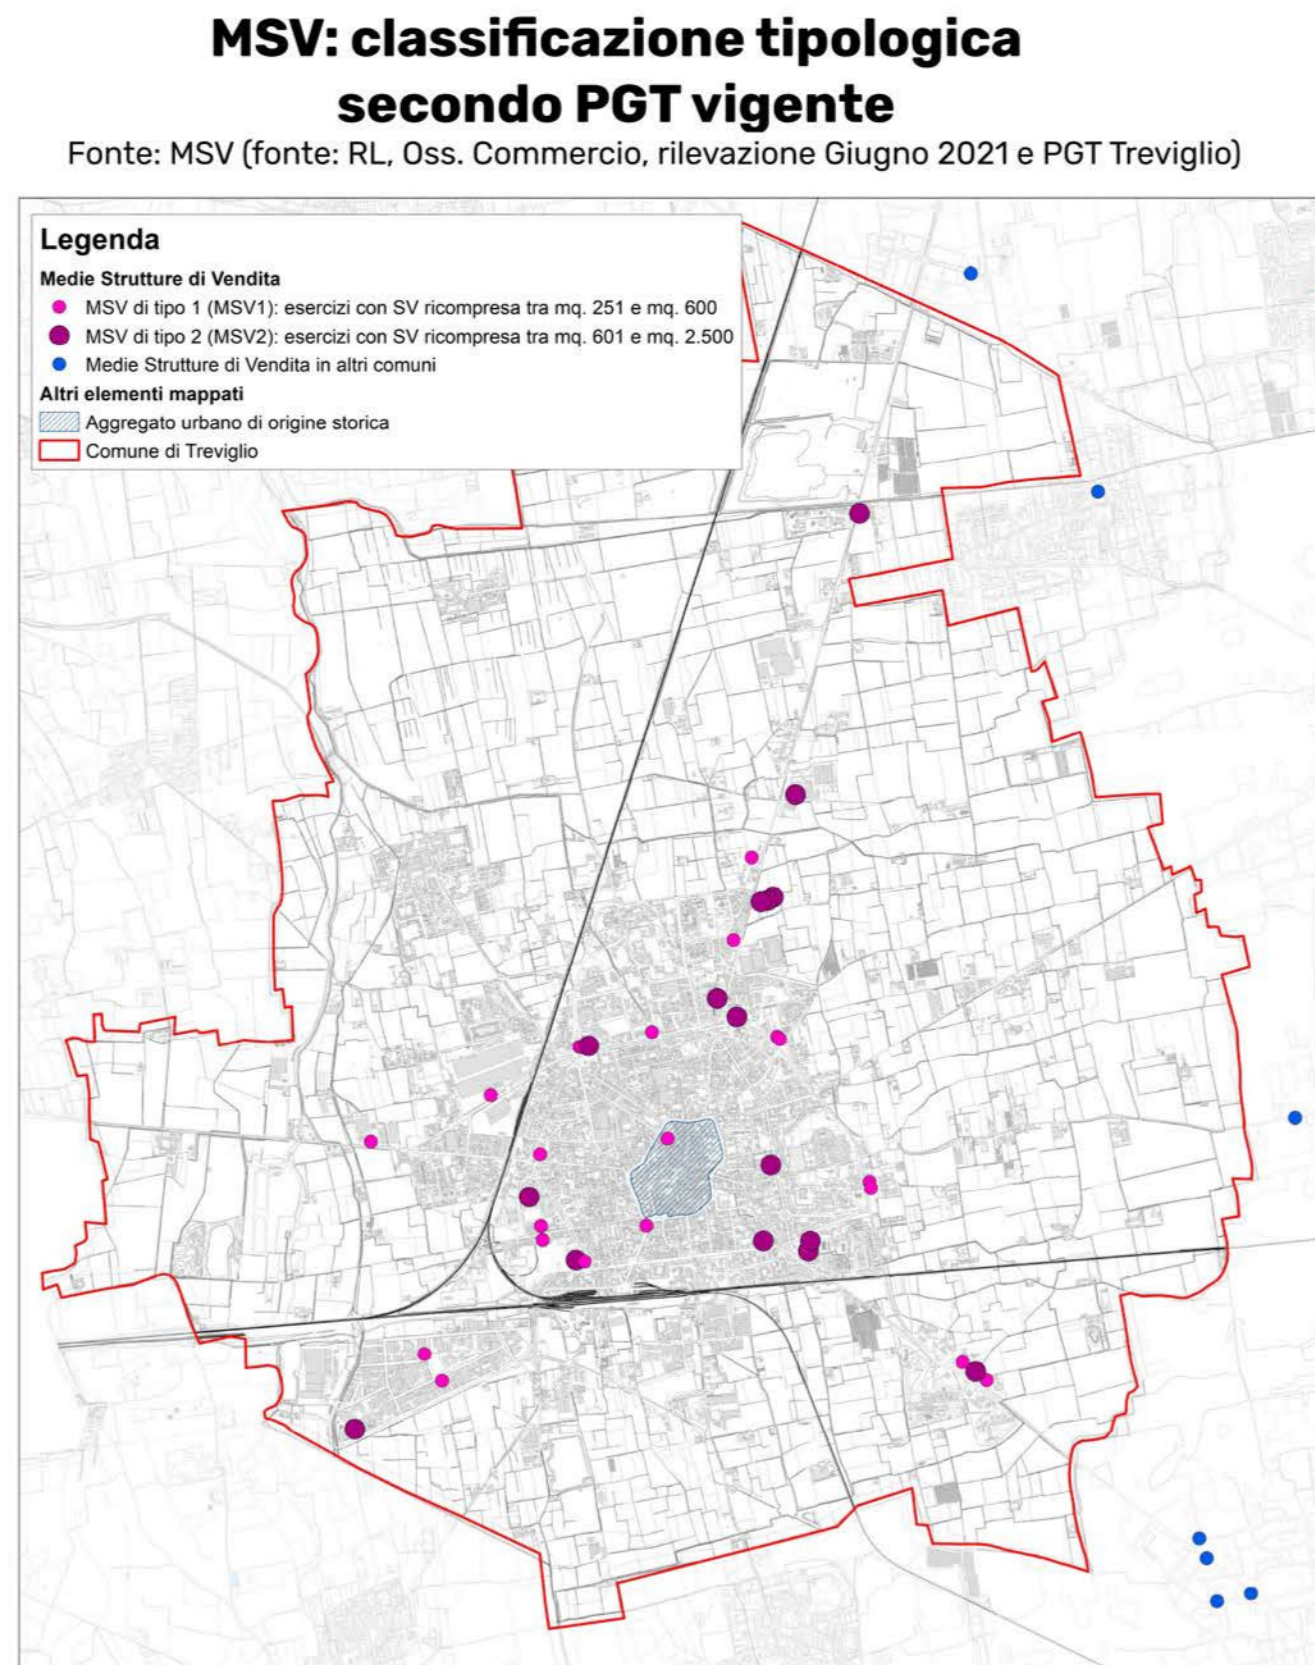 MSV: classificazione tipologica
secondo PGT vigente
Fonte: MSV (fonte: RL, Oss. Commercio, rilevazione Giugno 2021 e PGT Treviglio)
Legenda
Medie Strutture di Vendita
MSV di tipo 1 (MSV1): esercizi con SV ricompresa tra mq. 251 e mq. 600
MSV di tipo 2 (MSV2): esercizi con SV ricompresa tra mq. 601 e mq. 2.500
Medie Strutture di Vendita in altri comuni
Altri elementi mappati
Aggregato urbano di origine storica
Comune di Treviglio